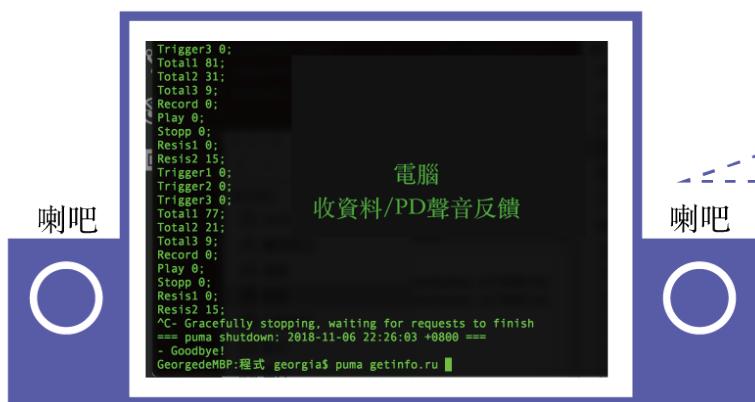 Trigger3 0;
Total1 81;
Total2 31;
Total3 9;
Record 0;
Play 0;
Stopp 0;
Resis1 0;
Resis2 15;
Trigger1 0;
Trigger2 0;
Trigger3 0;
Total1 77;
Total2 21;
Total3 9;
Record 0;
Play 0;
Stopp 0;
Resis1 0;
Resis2 15;
^C- Gracefully stopping, waiting for requests to finish
=== puma shutdown: 2018-11-06 22:26:03 +0800 ===
- Goodbye!
GeorgedeMBP:程式 georgia$ puma getinfo.ru
電腦
收資料/PD聲音反饋
喇吧
喇吧